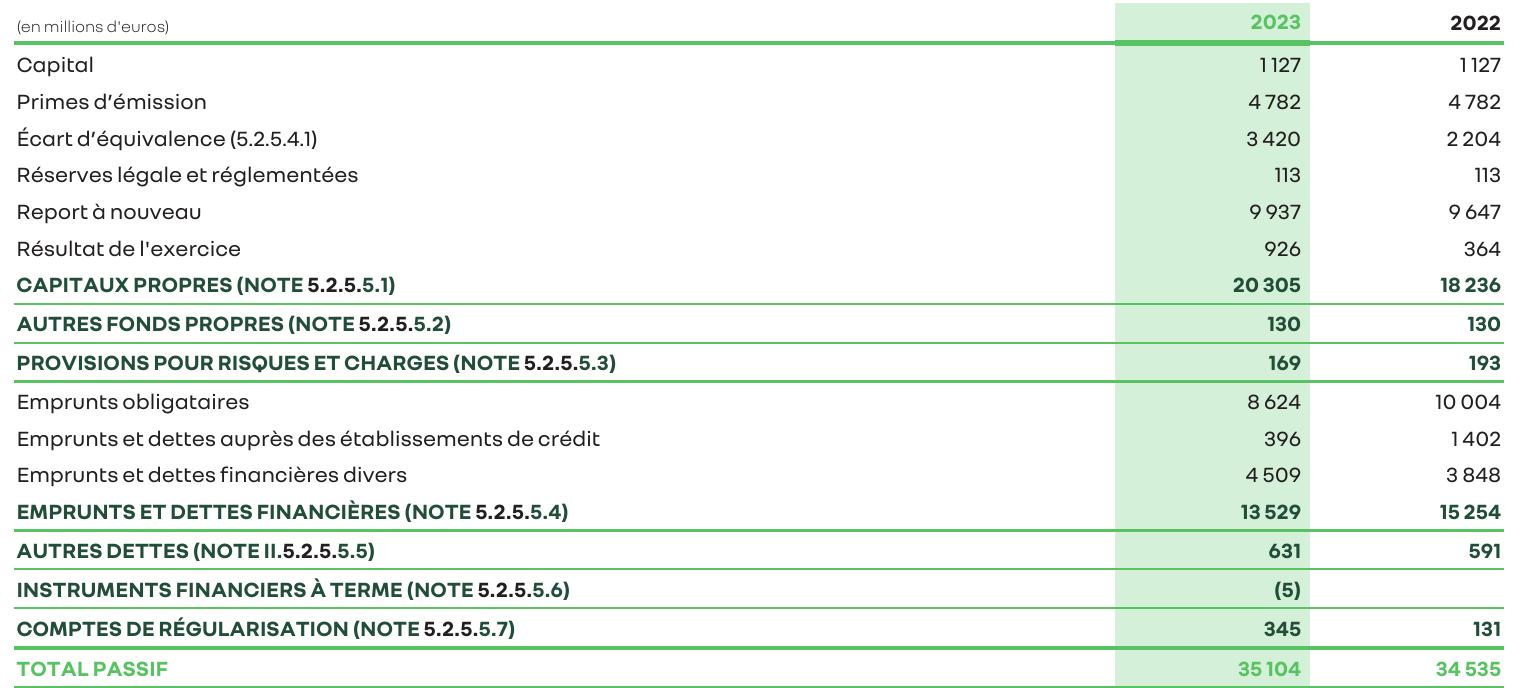 (en millions d'euros) 2023 2022
Capital 1 127 1 127
Primes d’émission 4 782 4 782
Écart d’équivalence (5.2.5.4.1) 3 420 2 204
Réserves légale et réglementées 113 113
Report à nouveau 9 937 9 647
Résultat de l'exercice 926 364
CAPITAUX PROPRES (NOTE 5.2.5.5.1) 20 305 18 236
AUTRES FONDS PROPRES (NOTE 5.2.5.5.2) 130 130
PROVISIONS POUR RISQUES ET CHARGES (NOTE 5.2.5.5.3) 169 193
Emprunts obligataires 8 624 10 004
Emprunts et dettes auprès des établissements de crédit 396 1 402
Emprunts et dettes financières divers 4 509 3 848
EMPRUNTS ET DETTES FINANCIÈRES (NOTE 5.2.5.5.4) 13 529 15 254
AUTRES DETTES (NOTE II.5.2.5.5.5) 631 591
INSTRUMENTS FINANCIERS À TERME (NOTE 5.2.5.5.6) (5)
COMPTES DE RÉGULARISATION (NOTE 5.2.5.5.7) 345 131
TOTAL PASSIF 35 104 34 535